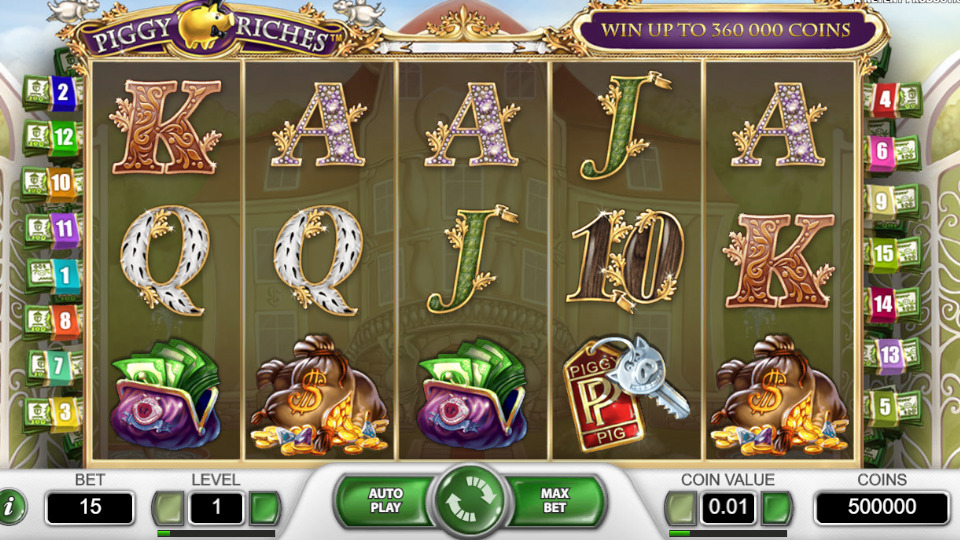 PIGGY RICHES™
WIN UP TO 360 000 COINS
K A A J A
Q Q J 10 K
$ $
PIGGY
PP
PIG
2
12
10
11
1
8
7
3
4
6
9
15
14
13
5
BET
15
LEVEL
1
AUTO
PLAY
MAX
BET
COIN VALUE
0.01
COINS
500000
i